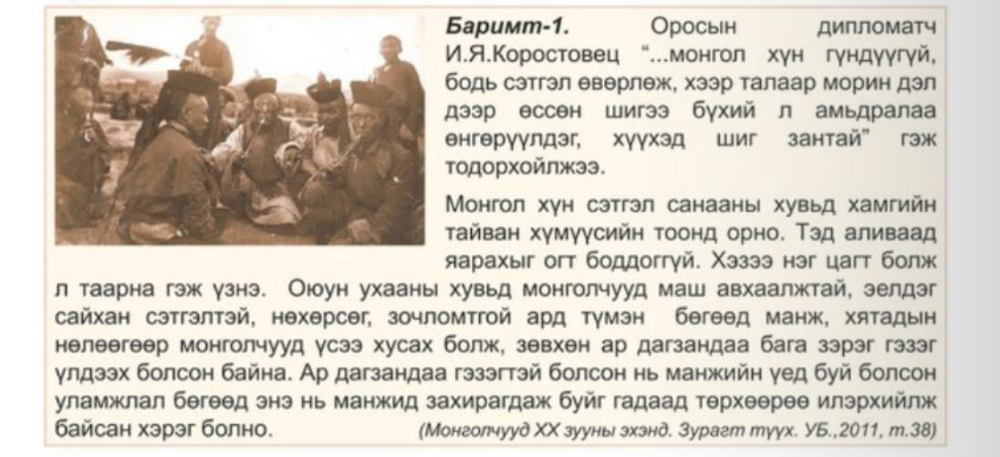 Баримт-1. Оросын дипломатч
И.Я.Коростовец “...монгол хүн гүндүүгүй,
бодь сэтгэл өвөрлөж, хээр талаар морин дэл
дээр өссөн шигээ бүхий л амьдралаа
өнгөрүүлдэг, хүүхэд шиг зантай” гэж
тодорхойлжээ.
Монгол хүн сэтгэл санааны хувьд хамгийн
тайван хүмүүсийн тоонд орно. Тэд аливаад
яарахыг огт боддоггүй. Хэзээ нэг цагт болж
л таарна гэж үзнэ. Оюун ухааны хувьд монголчууд маш авхаалжтай, эелдэг
сайхан сэтгэлтэй, нөхөрсөг, зочломтгой ард түмэн бөгөөд манж, хятадын
нөлөөгөөр монголчууд үсээ хусах болж, зөвхөн ар дагзандаа бага зэрэг гэзэг
үлдээх болсон байна. Ар дагзандаа гэзэгтэй болсон нь манжийн үед буй болсон
уламжлал бөгөөд энэ нь манжид захирагдаж буйг гадаад төрхөөрөө илэрхийлж
байсан хэрэг болно. (Монголчууд XX зууны эхэнд. Зурагт түүх. УБ.,2011, т.38)